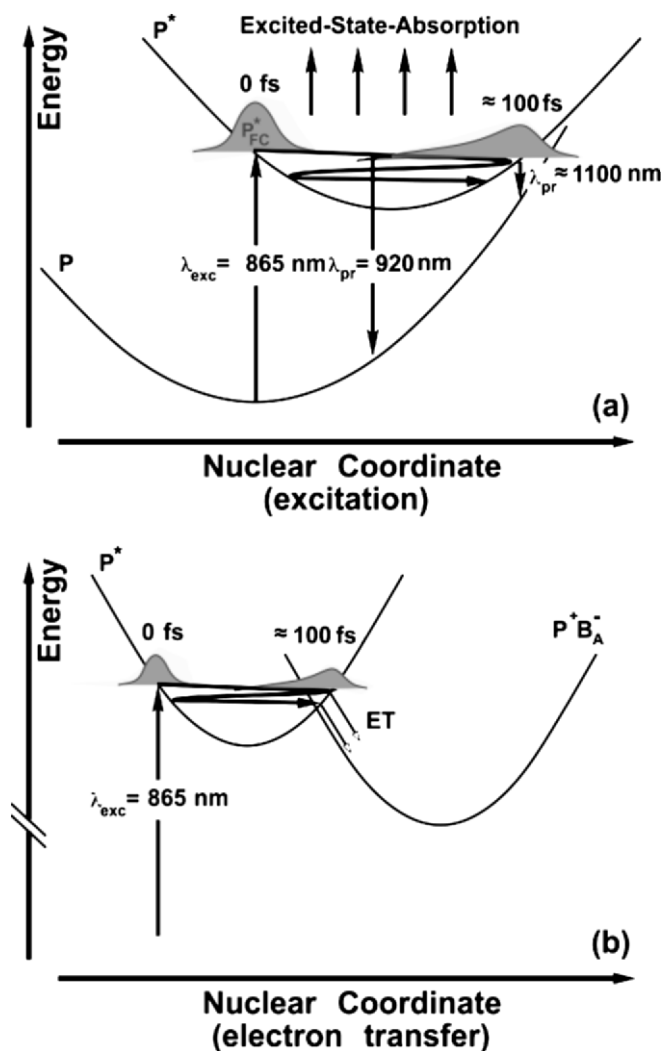 P*
Excited-State-Absorption
Energy
0 fs
≈ 100 fs
P*FC
λpr ≈ 1100 nm
P
λexc = 865 nm λpr = 920 nm
(a)
Nuclear Coordinate
(excitation)
Energy
P*
0 fs
≈ 100 fs
P+BA-
ET
λexc = 865 nm
(b)
Nuclear Coordinate
(electron transfer)